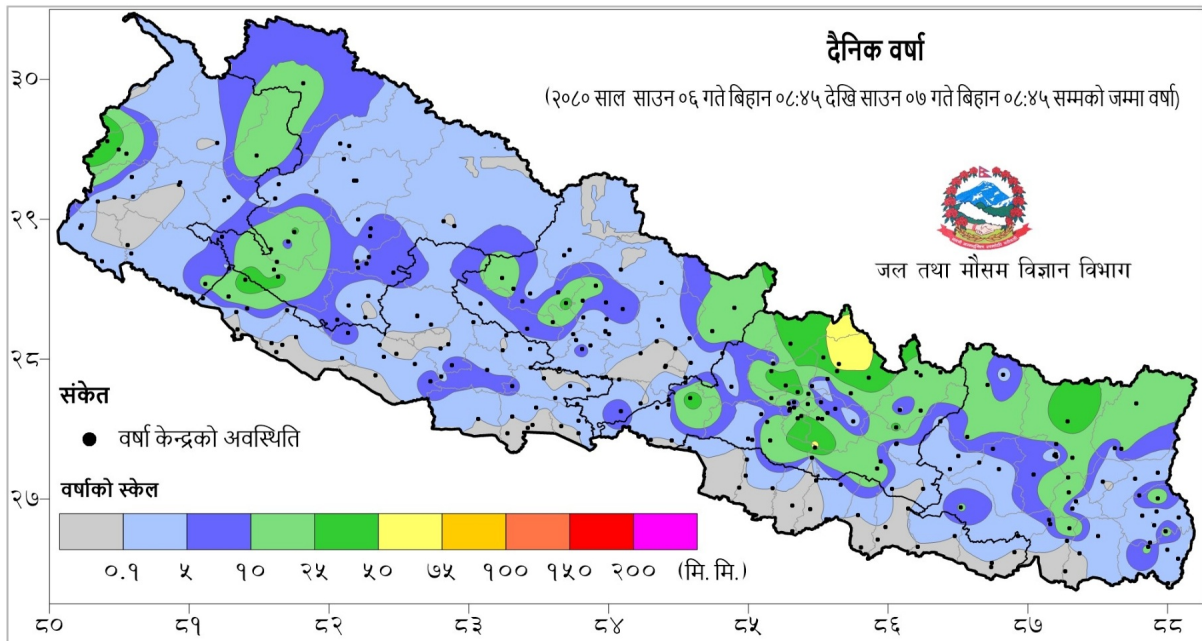 दैनिक वर्षा
(२०८० साल साउन ०६ गते बिहान ०८:४५ देखि साउन ०७ गते बिहान ०८:४५ सम्मको जम्मा वर्षा)
जल तथा मौसम विज्ञान विभाग
३०
२९
२८
२७
संकेत
वर्षा केन्द्रको अवस्थिति
वर्षाको स्केल
०.१ ५ १० २५ ५० ७५ १०० १५० २०० (मि. मि.)
८० ८१ ८२ ८३ ८४ ८५ ८६ ८७ ८८